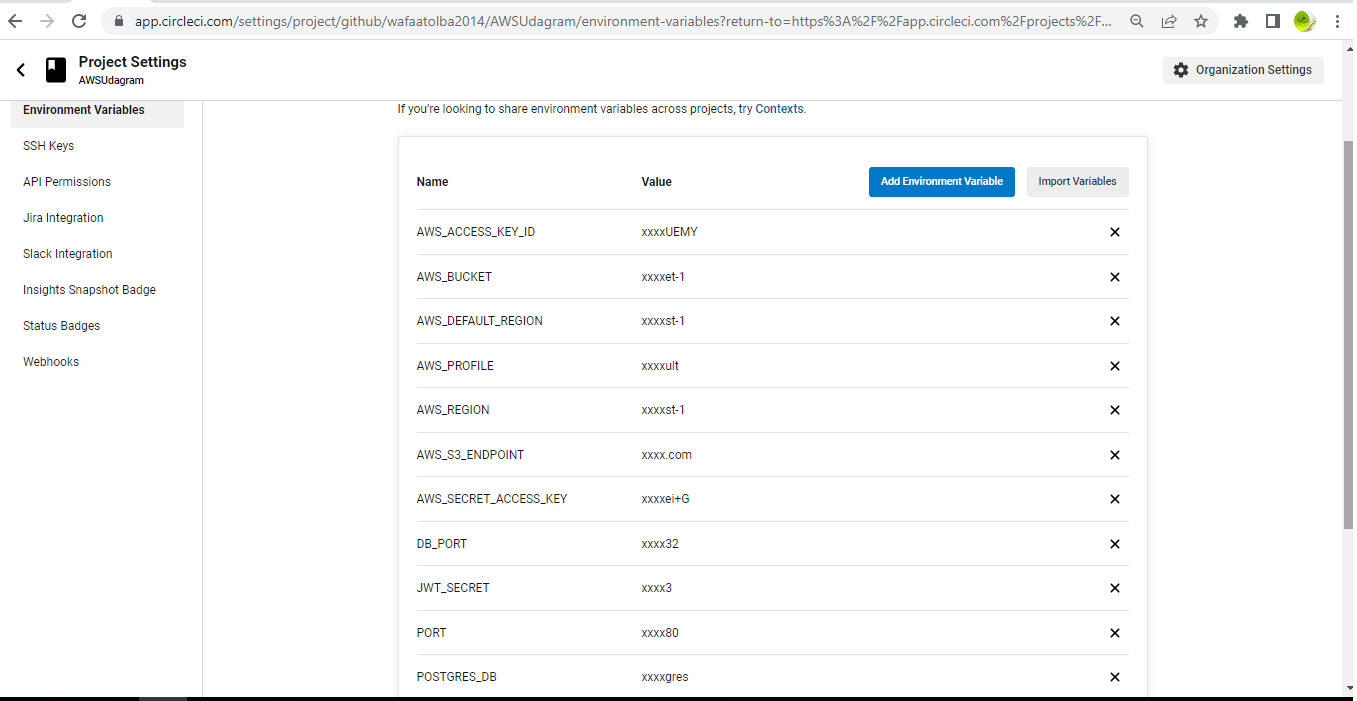 app.circleci.com/settings/project/github/wafaatolba2014/AWSUdagram/environment-variables?return-to=https%3A%2F%2Fapp.circleci.com%2Fprojects%2F...
Project Settings
AWSUdagram
Organization Settings
Environment Variables
SSH Keys
API Permissions
Jira Integration
Slack Integration
Insights Snapshot Badge
Status Badges
Webhooks
If you're looking to share environment variables across projects, try Contexts.
Name Value Add Environment Variable Import Variables
AWS_ACCESS_KEY_ID xxxxUEMY
AWS_BUCKET xxxxet-1
AWS_DEFAULT_REGION xxxxst-1
AWS_PROFILE xxxxult
AWS_REGION xxxxst-1
AWS_S3_ENDPOINT xxxx.com
AWS_SECRET_ACCESS_KEY xxxxei+G
DB_PORT xxxx32
JWT_SECRET xxxx3
PORT xxxx80
POSTGRES_DB xxxxgres